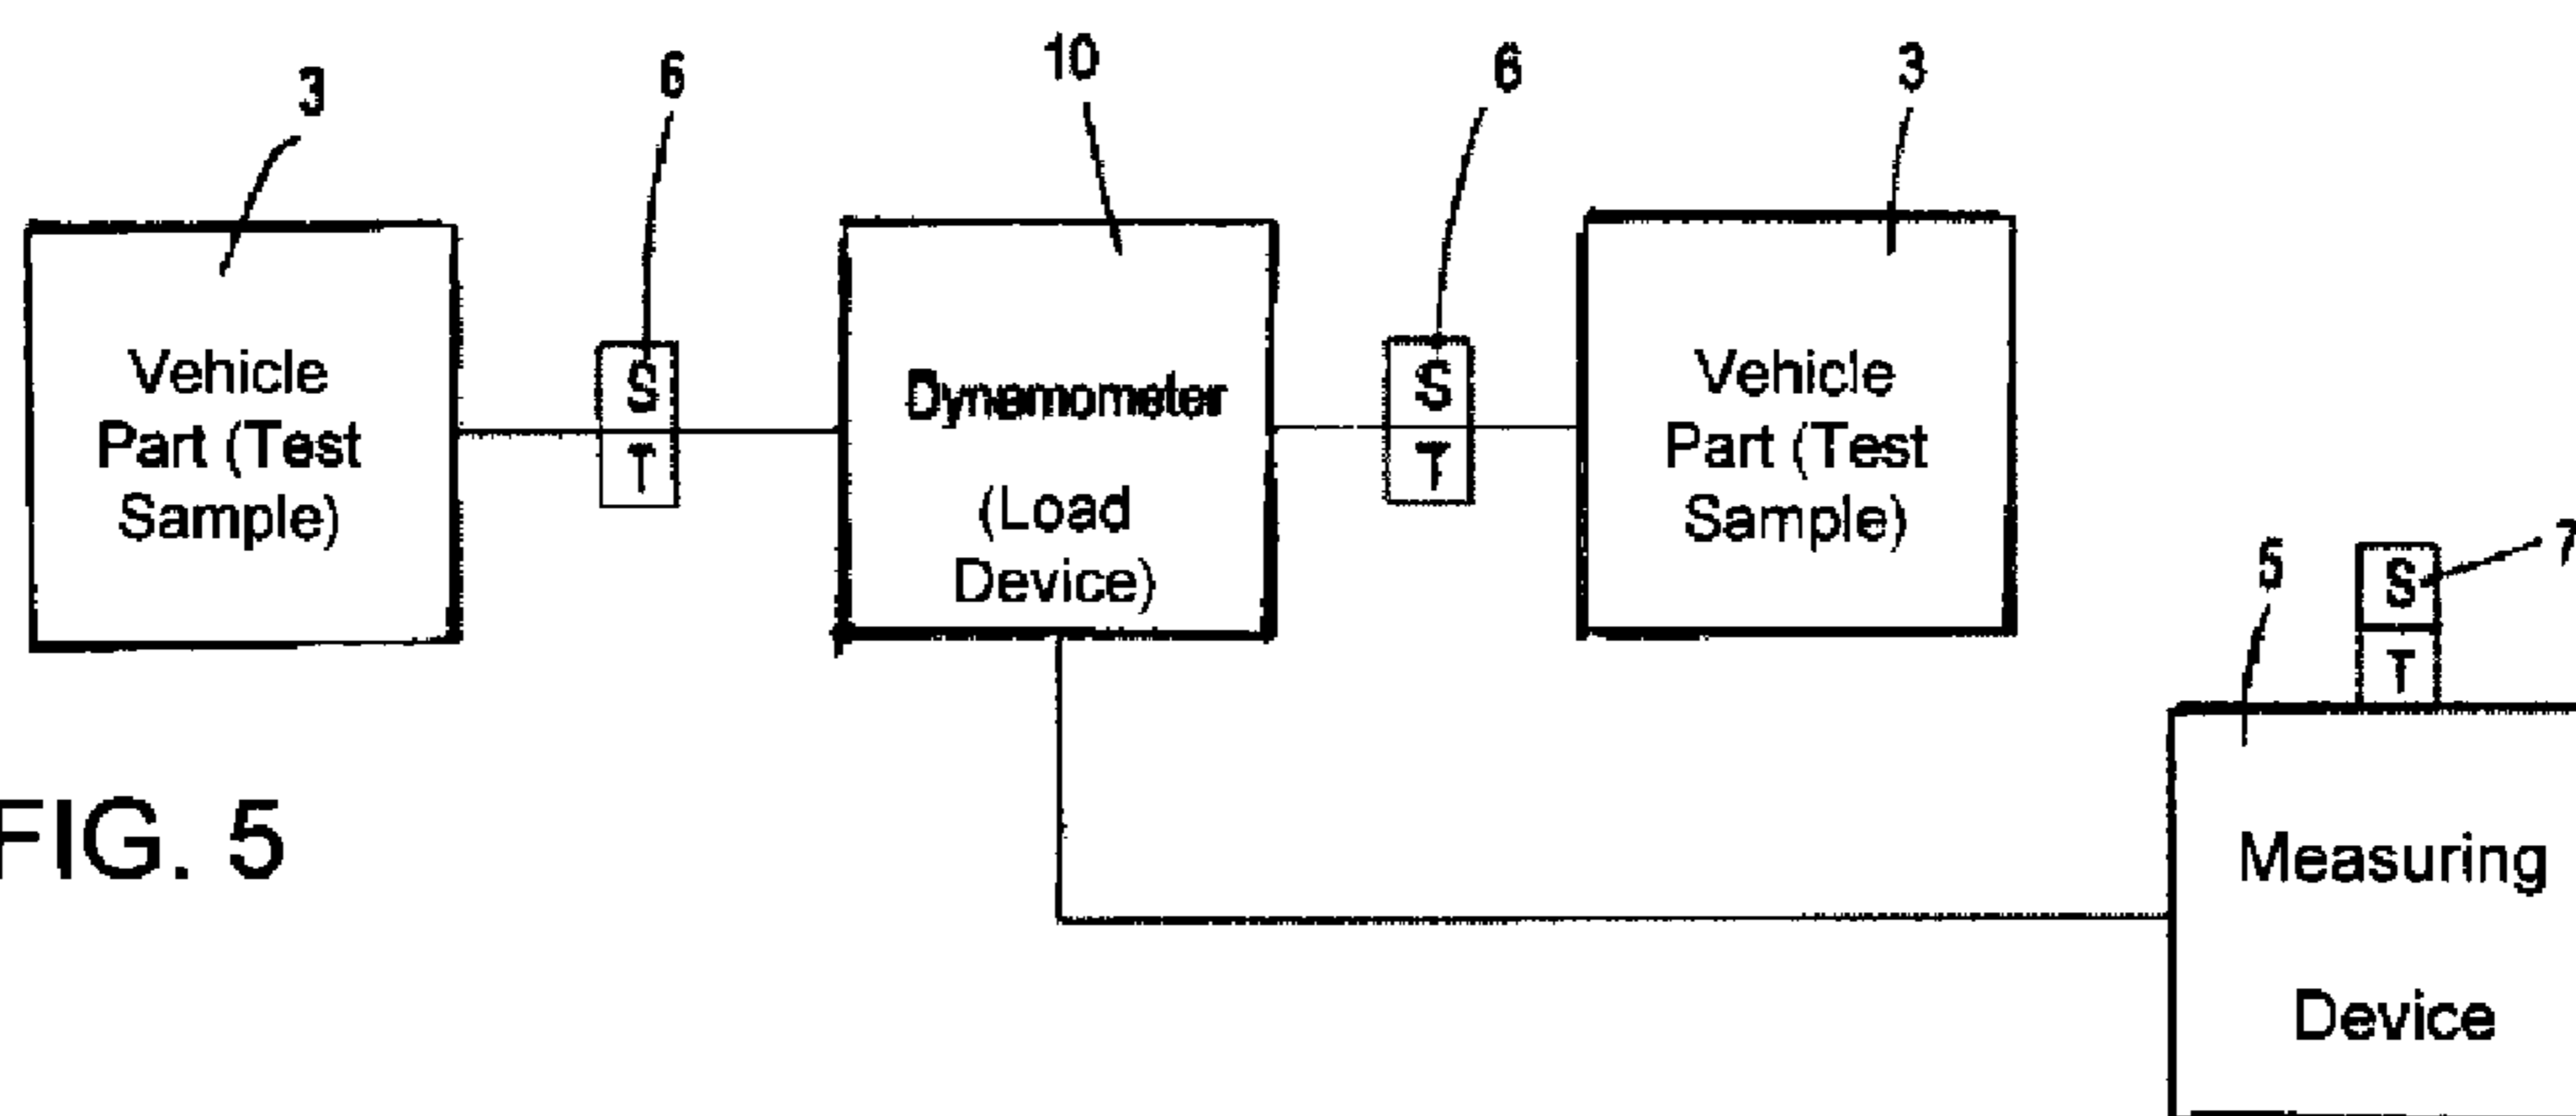 3
6
10
6
3
Vehicle
Part (Test
Sample)
S
T
Dynamometer
(Load
Device)
S
T
Vehicle
Part (Test
Sample)
5
S
7
T
FIG. 5
Measuring
Device